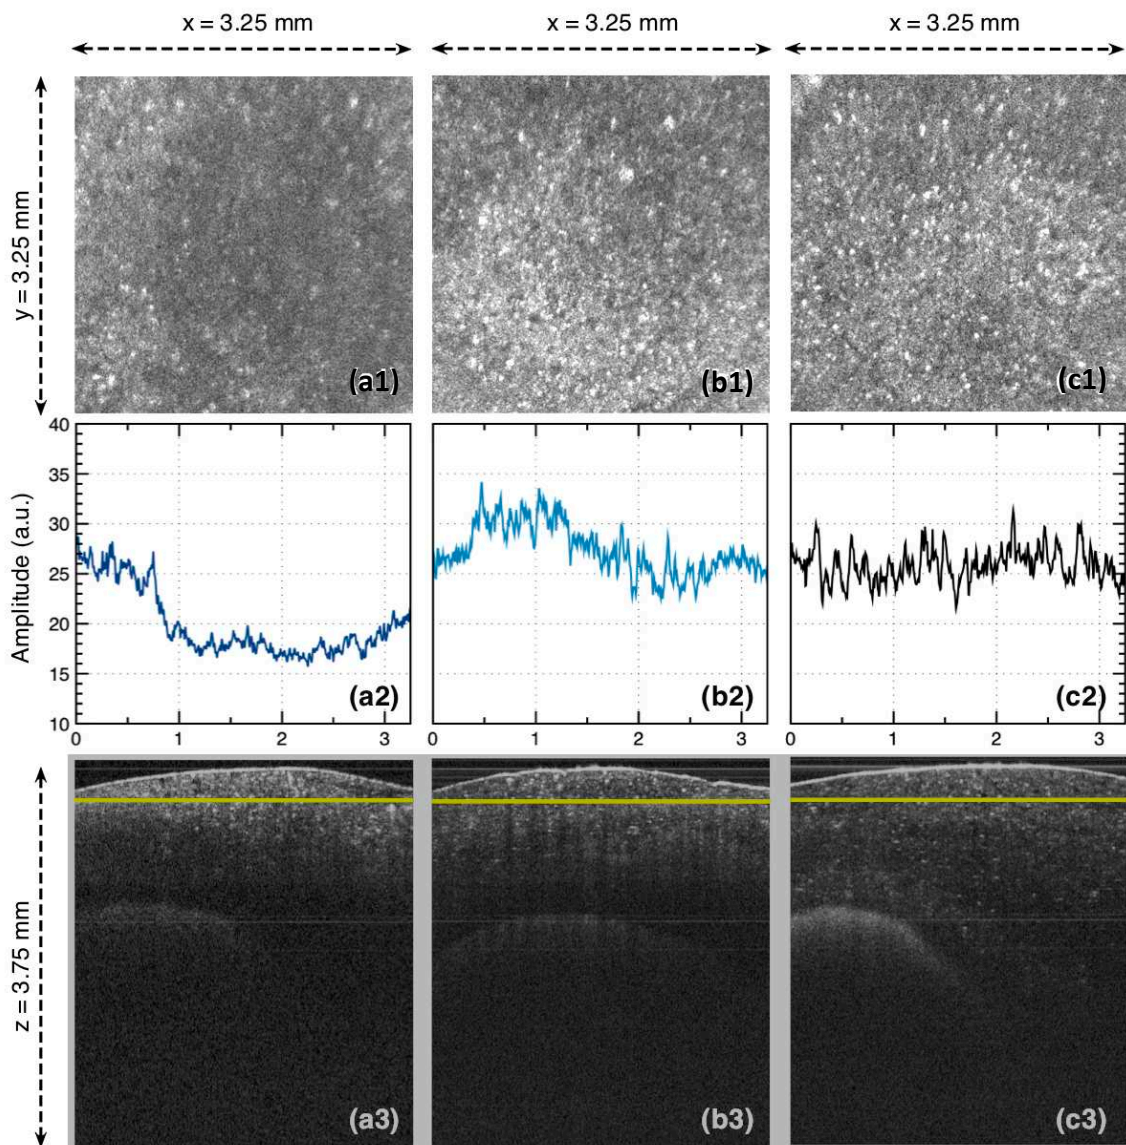 x = 3.25 mm
x = 3.25 mm
x = 3.25 mm
y = 3.25 mm
(a1)
(b1)
(c1)
Amplitude (a.u.)
40
35
30
25
20
15
10
(a2)
(b2)
(c2)
0 1 2 3
0 1 2 3
0 1 2 3
z = 3.75 mm
(a3)
(b3)
(c3)